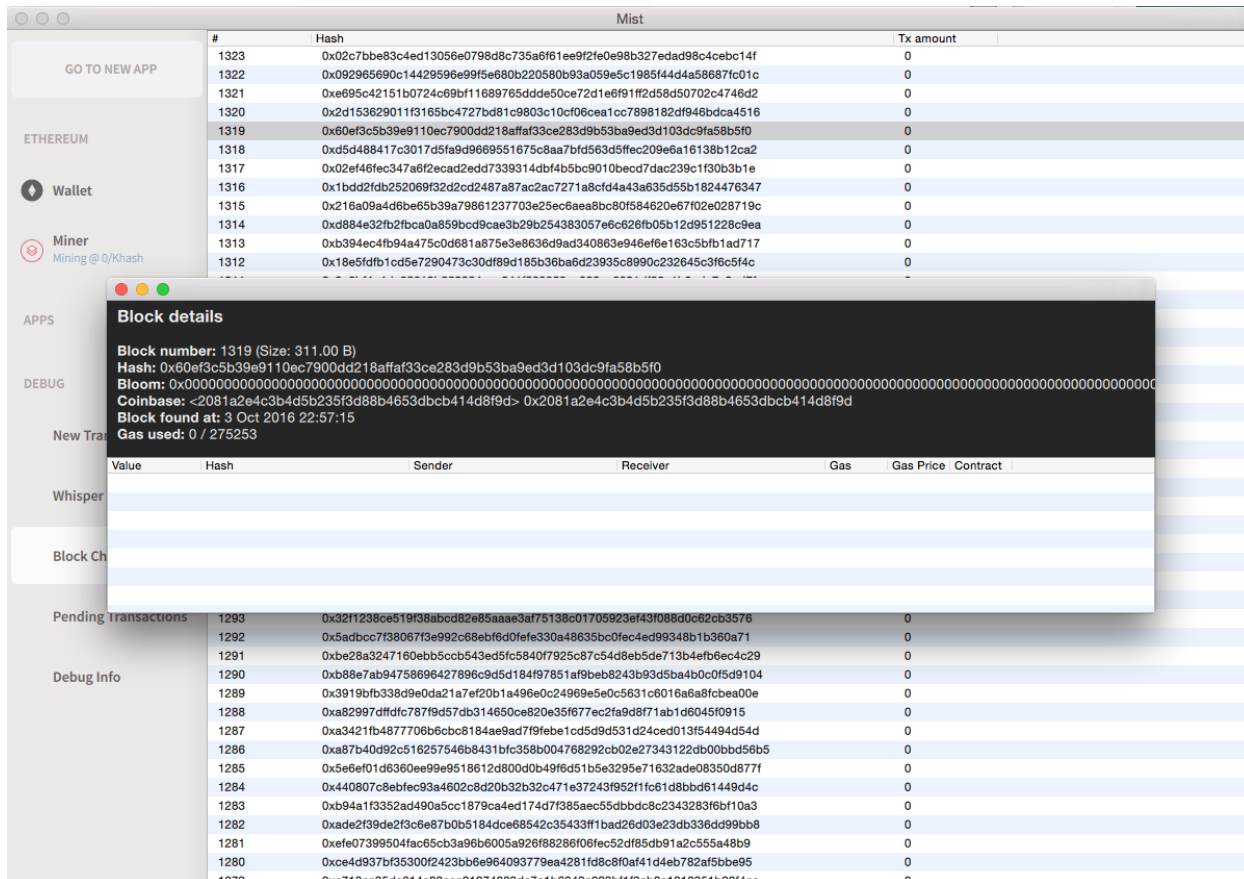 Mist
# Hash Tx amount
1323 0x02c7bbe83c4ed13056e0798d8c735a6f61ee9f2fe0e98b327edad98c4cebc14f 0
1322 0x092965690c14429596e99f5e680b220580b93a059e5c1985f44d4a58687fc01c 0
1321 0xe695c42151b0724c69bf11689765ddde50ce72d1e6f91ff2d58d50702c4746d2 0
1320 0x2d153629011f3165bc4727bd81c9803c10cf06cea1cc7898182df946bdca4516 0
1319 0x60ef3c5b39e9110ec7900dd218affaf33ce283d9b53ba9ed3d103dc9fa58b5f0 0
1318 0xd5d488417c3017d5fa9d9669551675c8aa7bfd563d5ffec209e6a16138b12ca2 0
1317 0x02ef46fec347a6f2ecad2edd7339314dbf4b5bc9010becd7dac239c1f30b3b1e 0
1316 0x1bdd2fdb252069f32d2cd2487a87ac2ac7271a8cfd4a43a635d55b1824476347 0
1315 0x216a09a4d6be65b39a79861237703e25ec6aea8bc80f584620e67f02e028719c 0
1314 0xd884e32fb2fbca0a859bcd9cae3b29b254383057e6c626fb05b12d951228c9ea 0
1313 0xb394ec4fb94a475c0d681a875e3e8636d9ad340863e946ef6e163c5bfb1ad717 0
1312 0x18e5fdfb1cd5e7290473c30df89d185b36ba6d23935c8990c232645c3f6c5f4c 0
GO TO NEW APP
ETHEREUM
Wallet
Miner
Mining @ 0/Khash
APPS
DEBUG
New Tra
Whisper
Block Ch
Pending Transactions
Debug Info
Block details
Block number: 1319 (Size: 311.00 B)
Hash: 0x60ef3c5b39e9110ec7900dd218affaf33ce283d9b53ba9ed3d103dc9fa58b5f0
Bloom:
Coinbase: <2081a2e4c3b4d5b235f3d88b4653dbcb414d8f9d> 0x2081a2e4c3b4d5b235f3d88b4653dbcb414d8f9d
Block found at: 3 Oct 2016 22:57:15
Gas used: 0 / 275253
Value Hash Sender Receiver Gas Gas Price Contract
1293 0x32f1238ce519f38abcd82e85aaae3af75138c01705923ef43f088d0c62cb3576 0
1292 0x5adbcc7f38067f3e992c68ebf6d0fefe330a48635bc0fec4ed99348b1b360a71 0
1291 0xbe28a3247160ebb5ccb543ed5fc5840f7925c87c54d8eb5de713b4efb6ec4c29 0
1290 0xb88e7ab94758696427896c9d5d184f97851af9beb8243b93d5ba4b0c0f5d9104 0
1289 0x3919bfb338d9e0da21a7ef20b1a496e0c24969e5e0c5631c6016a6a8fcbea00e 0
1288 0xa82997dffdfc787f9d57db314650ce820e35f677ec2fa9d8f71ab1d6045f0915 0
1287 0xa3421fb4877706b6cbc8184ae9ad7f9febe1cd5d9d531d24ced013f54494d54d 0
1286 0xa87b40d92c516257546b8431bfc358b004768292cb02e27343122db00bbd56b5 0
1285 0x5e6ef01d6360ee99e9518612d800d0b49f6d51b5e3295e71632ade08350d877f 0
1284 0x440807c8ebfec93a4602c8d20b32b32c471e37243f952f1fc61d8bbd61449d4c 0
1283 0xb94a1f3352ad490a5cc1879ca4ed174d7f385aec55dbbdc8c2343283f6bf10a3 0
1282 0xade2f39de2f3c6e87b0b5184dce68542c35433ff1bad26d03e23db336dd99bb8 0
1281 0xefe07399504fac65cb3a96b6005a926f88286f06fec52df85db91a2c555a48b9 0
1280 0xce4d937bf35300f2423bb6e964093779ea4281fd8c8f0af41d4eb782af5bbe95 0